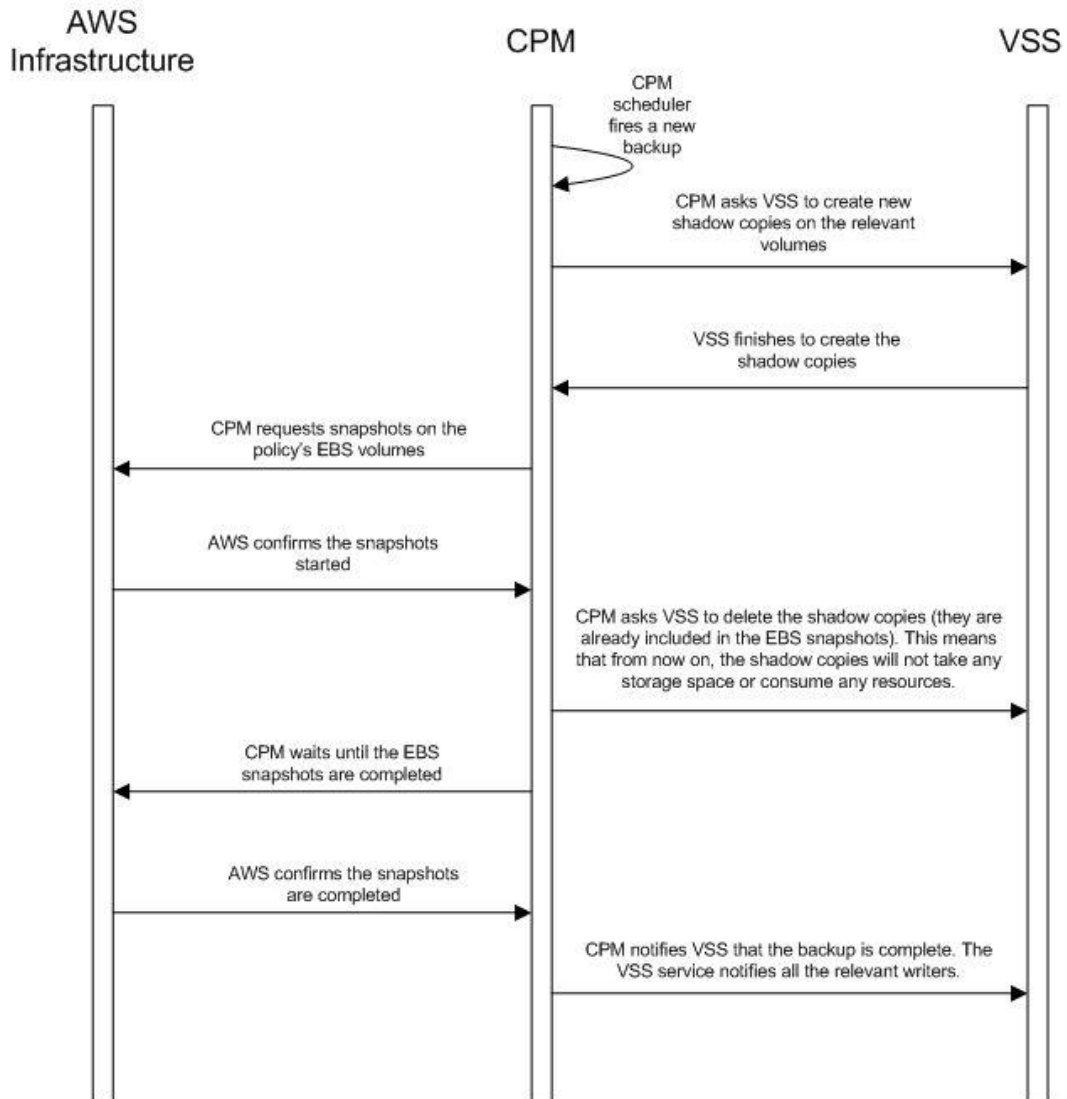 AWS
Infrastructure
CPM
VSS
CPM
scheduler
fires a new
backup
CPM asks VSS to create new
shadow copies on the relevant
volumes
VSS finishes to create the
shadow copies
CPM requests snapshots on the
policy's EBS volumes
AWS confirms the snapshots
started
CPM asks VSS to delete the shadow copies (they are
already included in the EBS snapshots). This means
that from now on, the shadow copies will not take any
storage space or consume any resources.
CPM waits until the EBS
snapshots are completed
AWS confirms the snapshots
are completed
CPM notifies VSS that the backup is complete. The
VSS service notifies all the relevant writers.